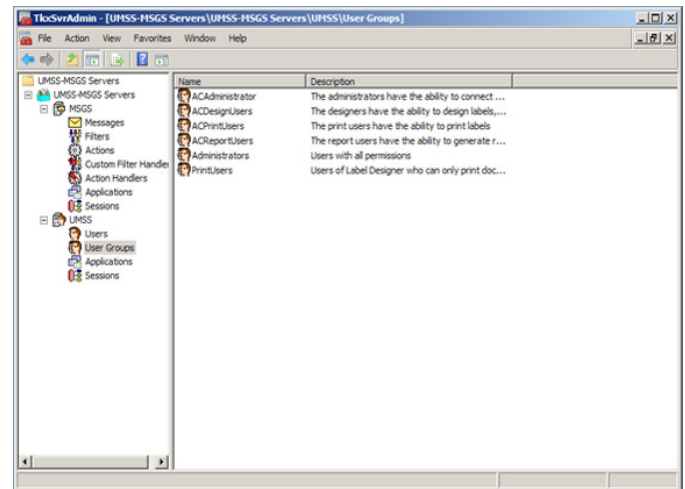 TkxSvrAdmin - [UMSS-MSGS Servers\UMSS-MSGS Servers\UMSS\User Groups]
File Action View Favorites Window Help
UMSS-MSGS Servers
UMSS-MSGS Servers
MSGS
Messages
Filters
Actions
Custom Filter Handler
Action Handlers
Applications
Sessions
UMSS
Users
User Groups
Applications
Sessions
Name Description
ACAdministrator The administrators have the ability to connect ...
ACDesignUsers The designers have the ability to design labels,...
ACPrintUsers The print users have the ability to print labels
ACReportUsers The report users have the ability to generate r...
Administrators Users with all permissions
PrintUsers Users of Label Designer who can only print doc...